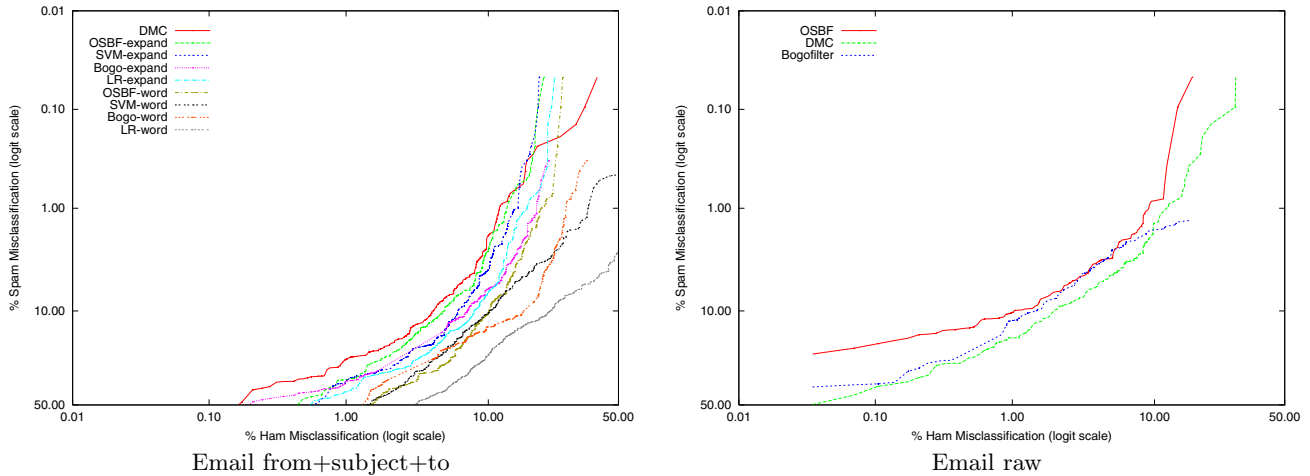 0.01
0.10
1.00
10.00
50.00
% Spam Misclassification (logit scale)
DMC
OSBF-expand
SVM-expand
Bogo-expand
LR-expand
OSBF-word
SVM-word
Bogo-word
LR-word
0.01 0.10 1.00 10.00 50.00
% Ham Misclassification (logit scale)
Email from+subject+to
0.01
0.10
1.00
10.00
50.00
% Spam Misclassification (logit scale)
OSBF
DMC
Bogofilter
0.01 0.10 1.00 10.00 50.00
% Ham Misclassification (logit scale)
Email raw